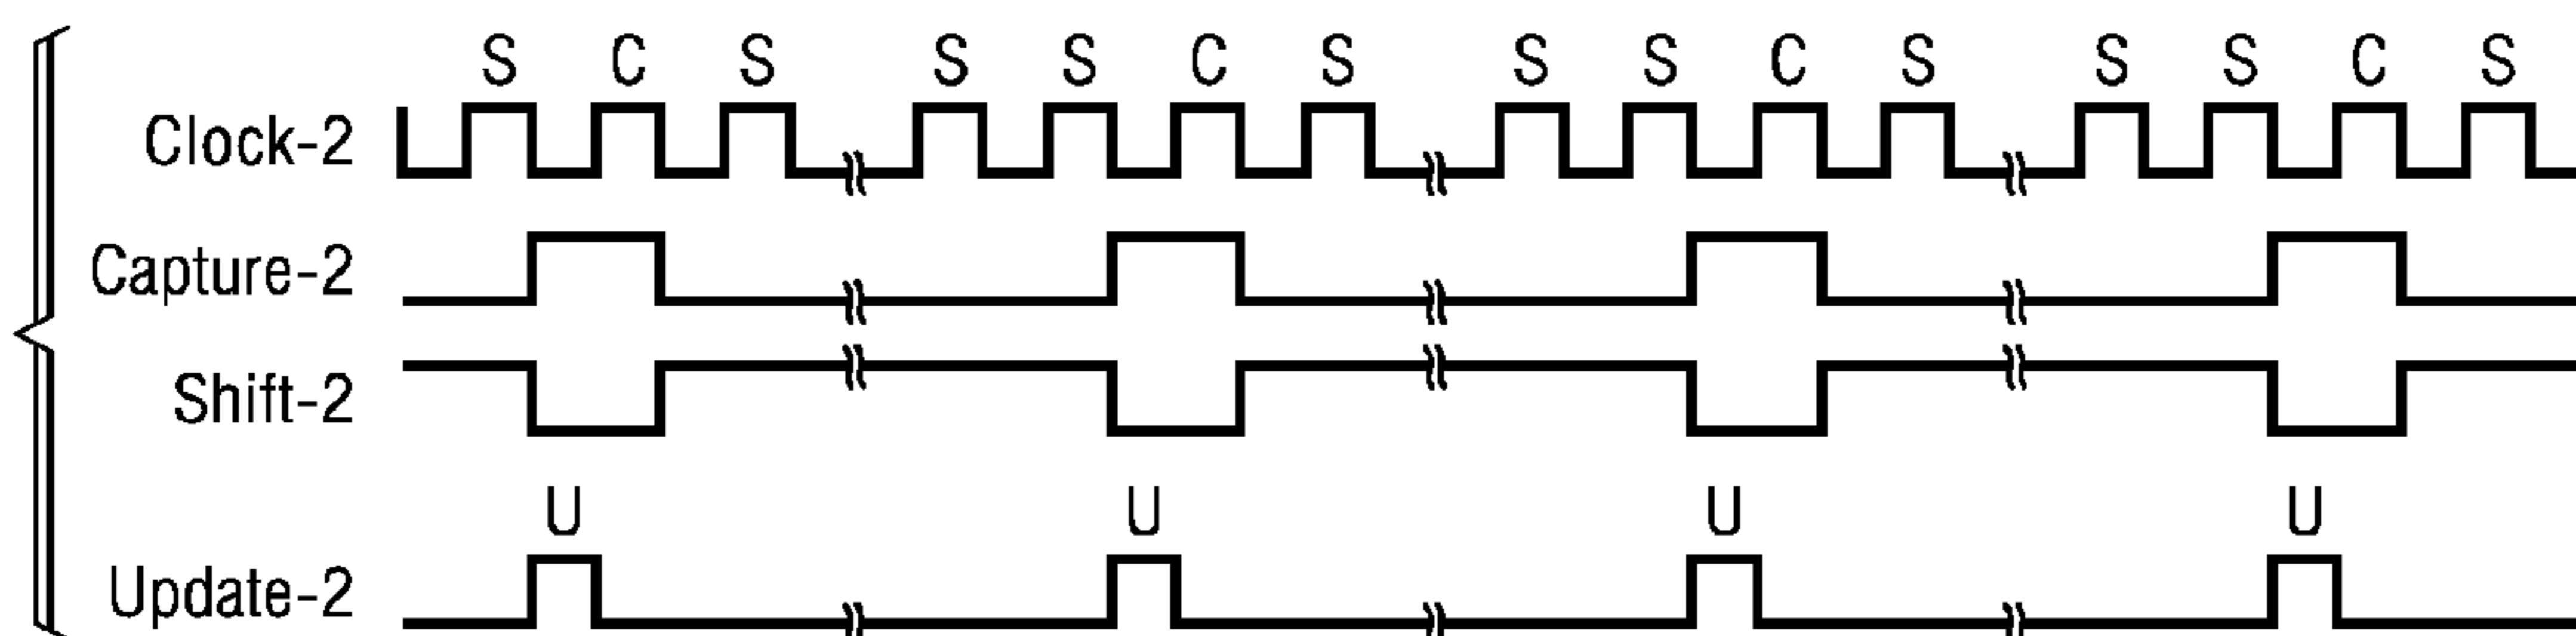 S C S S S C S S S C S S S C S
Clock-2
Capture-2
Shift-2
U U U U
Update-2